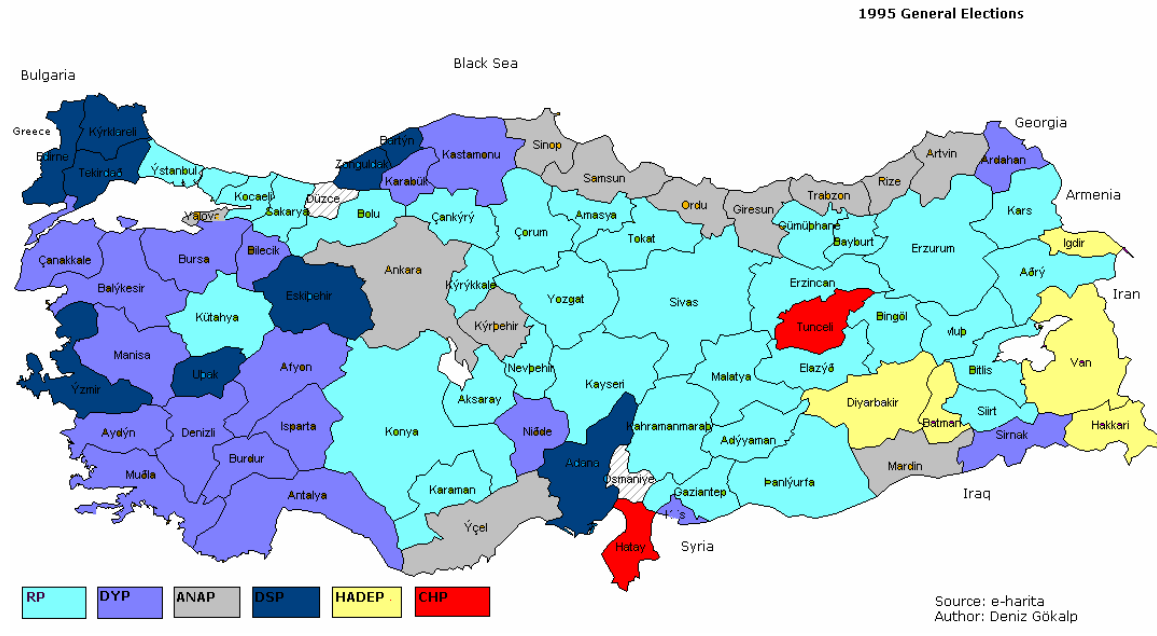 1995 General Elections
Black Sea
Bulgaria
Greece
Georgia
Armenia
Iran
Iraq
Syria
Kýrklareli
Edirne
Tekirdað
Ýstanbul
Kocaeli
Yalova
Sakarya
Düzce
Bolu
Zonguldak
Bartýn
Karabük
Kastamonu
Sinop
Samsun
Çankýrý
Çorum
Amasya
Tokat
Ordu
Giresun
Trabzon
Rize
Artvin
Ardahan
Gümüþhane
Bayburt
Erzurum
Kars
Igdir
Aðrý
Çanakkale
Balýkesir
Bursa
Bilecik
Eskiþehir
Ankara
Kýrýkkale
Yozgat
Sivas
Erzincan
Tunceli
Bingöl
Muþ
Bitlis
Van
Kütahya
Manisa
Uþak
Afyon
Kýrþehir
Nevþehir
Kayseri
Malatya
Elazýð
Diyarbakir
Batman
Siirt
Hakkari
Sirnak
Mardin
Ýzmir
Aydýn
Denizli
Isparta
Burdur
Muðla
Antalya
Konya
Aksaray
Niðde
Karaman
Ýçel
Adana
Kahramanmaraþ
Adýyaman
Osmaniye
Gaziantep
Þanlýurfa
Hatay
RP
DYP
ANAP
DSP
HADEP
CHP
Source: e-harita
Author: Deniz Gökalp